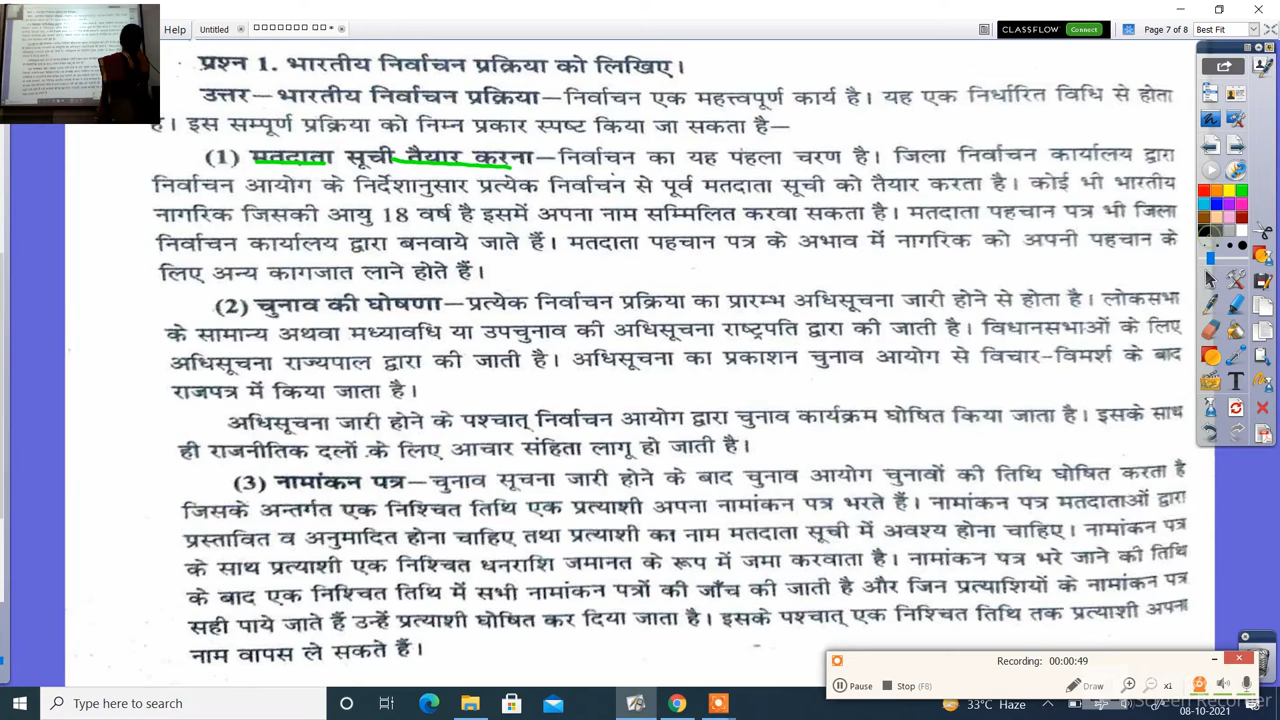 Help
CLASSFLOW Connect Page 7 of 8 Best Fit
न 1. भारतीय निर्वाचन प्रक्रिया को लिखिए।
— भारतीय निर्वाचन प्रक्रिया—निर्वाचन एक महत्त्वपूर्ण कार्य है। यह एक निर्धारित विधि से होता
है। इस सम्पूर्ण प्रक्रिया को निम्न प्रकार स्पष्ट किया जा सकता है—
(1) मतदाता सूची तैयार करना—निर्वाचन का यह पहला चरण है। जिला निर्वाचन कार्यालय द्वारा
निर्वाचन आयोग के निर्देशानुसार प्रत्येक निर्वाचन से पूर्व मतदाता सूची को तैयार करता है। कोई भी भारतीय
नागरिक जिसकी आयु 18 वर्ष है इसमें अपना नाम सम्मिलित करवा सकता है। मतदाता पहचान पत्र भी जिला
निर्वाचन कार्यालय द्वारा बनवाये जाते हैं। मतदाता पहचान पत्र के अभाव में नागरिक को अपनी पहचान के
लिए अन्य कागजात लाने होते हैं।
(2) चुनाव की घोषणा—प्रत्येक निर्वाचन प्रक्रिया का प्रारम्भ अधिसूचना जारी होने से होता है। लोकसभा
के सामान्य अथवा मध्यावधि या उपचुनाव की अधिसूचना राष्ट्रपति द्वारा की जाती है। विधानसभाओं के लिए
अधिसूचना राज्यपाल द्वारा की जाती है। अधिसूचना का प्रकाशन चुनाव आयोग से विचार-विमर्श के बाद
राजपत्र में किया जाता है।
अधिसूचना जारी होने के पश्चात् निर्वाचन आयोग द्वारा चुनाव कार्यक्रम घोषित किया जाता है। इसके साथ
ही राजनीतिक दलों के लिए आचार संहिता लागू हो जाती है।
(3) नामांकन पत्र—चुनाव सूचना जारी होने के बाद चुनाव आयोग चुनावों की तिथि घोषित करता है
जिसके अन्तर्गत एक निश्चित तिथि एक प्रत्याशी अपना नामांकन पत्र भरते हैं। नामांकन पत्र मतदाताओं द्वारा
प्रस्तावित व अनुमादित होना चाहिए तथा प्रत्याशी का नाम मतदाता सूची में अवश्य होना चाहिए। नामांकन पत्र
के साथ प्रत्याशी एक निश्चित धनराशि जमानत के रूप में जमा करवाता है। नामांकन पत्र भरे जाने की तिथि
के बाद एक निश्चित तिथि में सभी नामांकन पत्रों की जाँच की जाती है और जिन प्रत्याशियों के नामांकन पत्र
सही पाये जाते हैं उन्हें प्रत्याशी घोषित कर दिया जाता है। इसके पश्चात् एक निश्चित तिथि तक प्रत्याशी अपना
नाम वापस ले सकते हैं।
Recording: 00:00:49
Pause Stop (F8) Draw x1
Screen Recorder
Type here to search 33°C Haze 08-10-2021